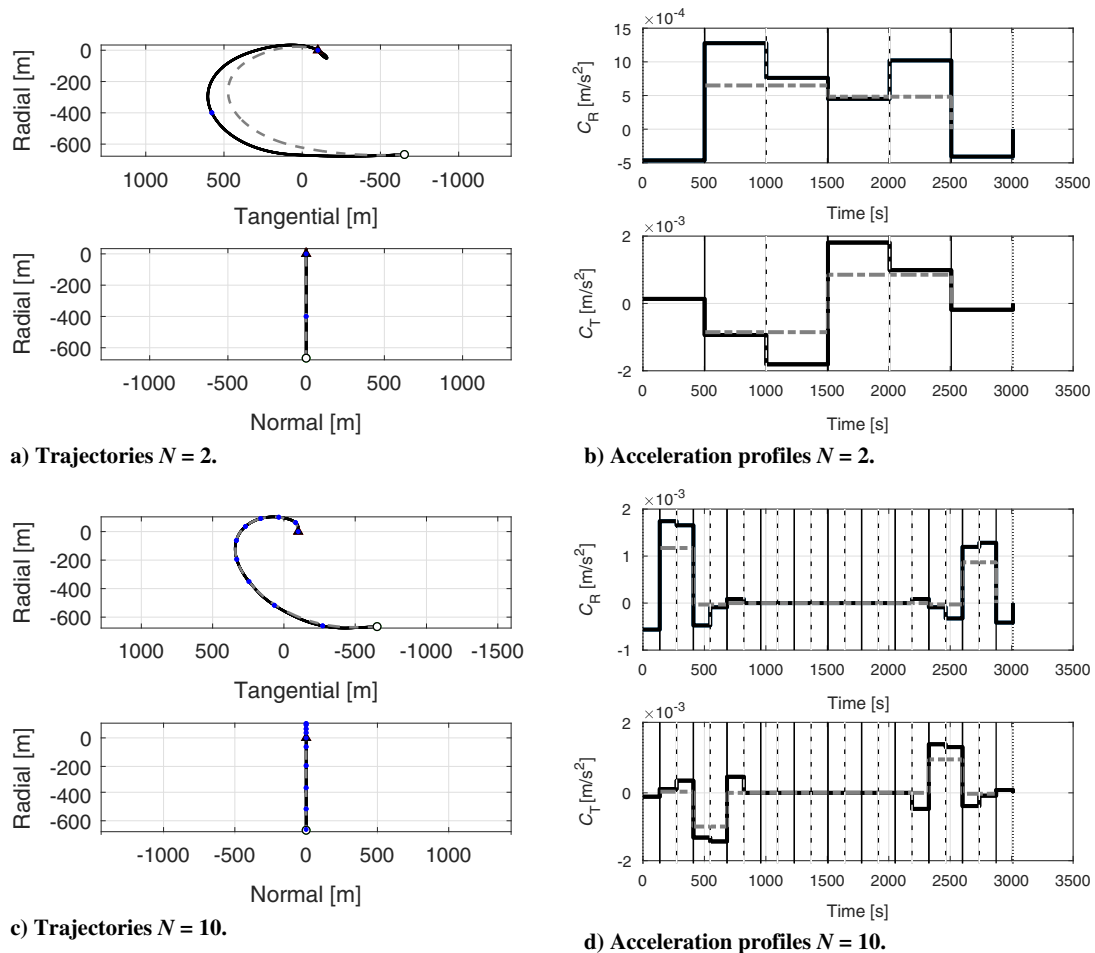 0
-200
-400
-600
Radial [m]
1000 500 0 -500 -1000
Tangential [m]
0
-200
-400
-600
Radial [m]
-1000 -500 0 500 1000
Normal [m]
a) Trajectories N = 2.
×10⁻⁴
15
10
5
0
-5
C_R [m/s²]
0 500 1000 1500 2000 2500 3000 3500
Time [s]
×10⁻³
2
0
-2
C_T [m/s²]
0 500 1000 1500 2000 2500 3000 3500
Time [s]
b) Acceleration profiles N = 2.
0
-200
-400
-600
Radial [m]
1000 500 0 -500 -1000 -1500
Tangential [m]
0
-200
-400
-600
Radial [m]
-1000 -500 0 500 1000
Normal [m]
c) Trajectories N = 10.
×10⁻³
2
1
0
-1
C_R [m/s²]
0 500 1000 1500 2000 2500 3000 3500
Time [s]
×10⁻³
2
0
-2
C_T [m/s²]
0 500 1000 1500 2000 2500 3000 3500
Time [s]
d) Acceleration profiles N = 10.